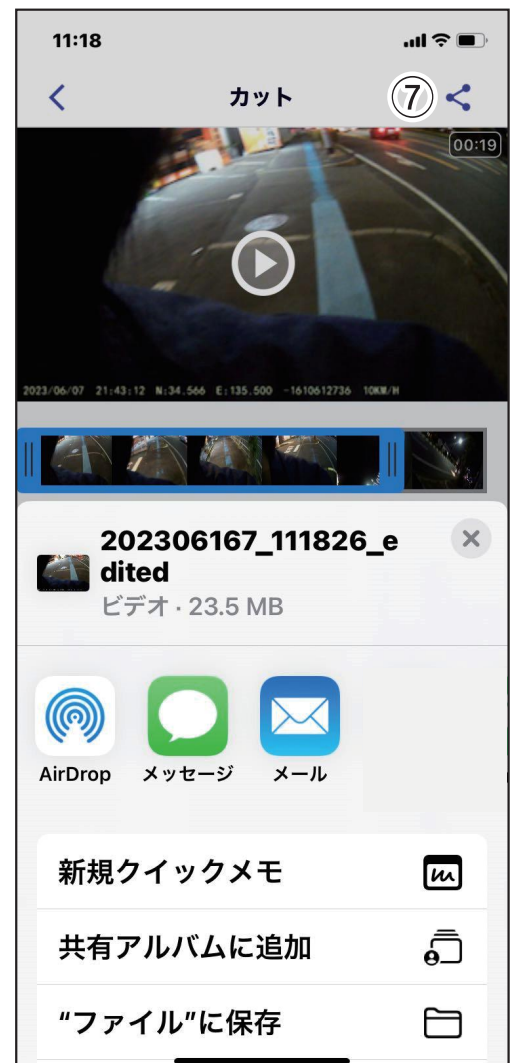 11:18
カット
⑦
00:19
2023/06/07 21:43:12 N:34.566 E:135.500 -1610612736 10KM/H
202306167_111826_e
dited
ビデオ · 23.5 MB
AirDrop
メッセージ
メール
新規クイックメモ
共有アルバムに追加
“ファイル”に保存